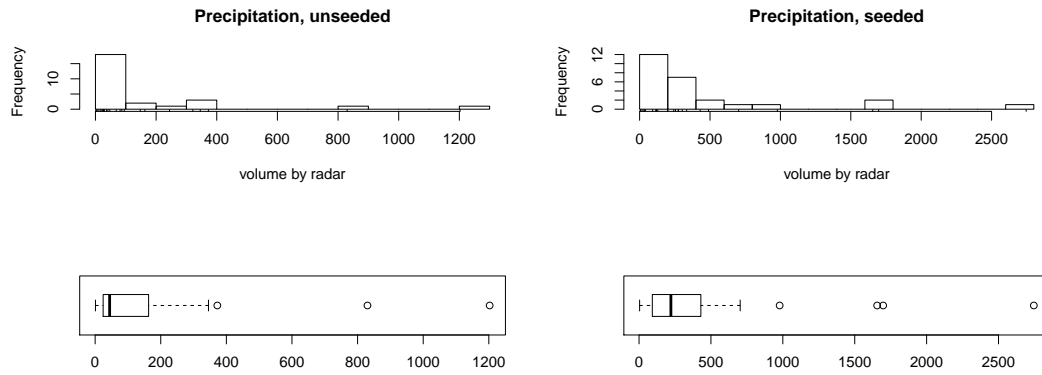 Precipitation, unseeded
Frequency
0 10
0 200 400 600 800 1000 1200
volume by radar
0 200 400 600 800 1000 1200
Precipitation, seeded
Frequency
0 6 12
0 500 1000 1500 2000 2500
volume by radar
0 500 1000 1500 2000 2500